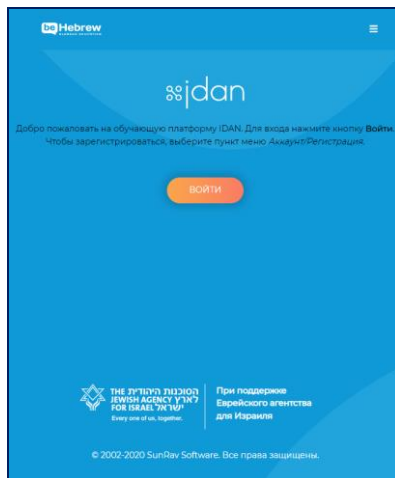 be Hebrew
idan
Добро пожаловать на обучающую платформу IDAN. Для входа нажмите кнопку Войти.
Чтобы зарегистрироваться, выберите пункт меню Аккаунт/Регистрация.
ВОЙТИ
THE הסוכנות היהודית
JEWISH AGENCY לארץ
FOR ISRAEL ישראל
Every one of us, together.
При поддержке
Еврейского агентства
для Израиля
© 2002-2020 SunRav Software. Все права защищены.